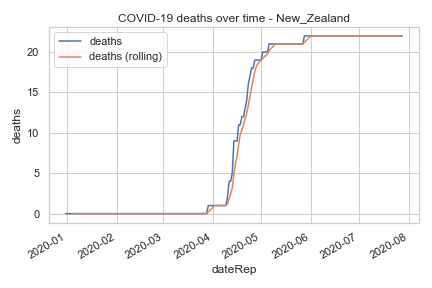 COVID-19 deaths over time - New_Zealand
deaths
deaths (rolling)
deaths
20
15
10
5
0
2020-01
2020-02
2020-03
2020-04
2020-05
2020-06
2020-07
2020-08
dateRep